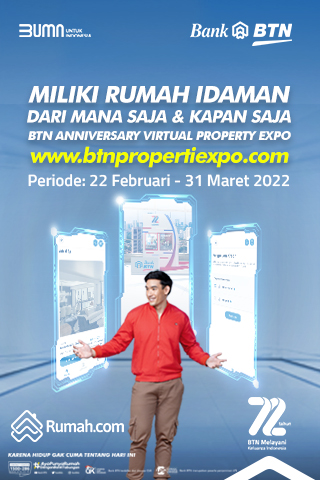 BUMN UNTUK INDONESIA
Bank BTN
MILIKI RUMAH IDAMAN
DARI MANA SAJA & KAPAN SAJA
BTN ANNIVERSARY VIRTUAL PROPERTY EXPO
www.btnpropertiexpo.com
Periode: 22 Februari - 31 Maret 2022
Rumah.com
72 tahun
BTN Melayani
Keluarga Indonesia
KARENA HIDUP GAK CUMA TENTANG HARI INI